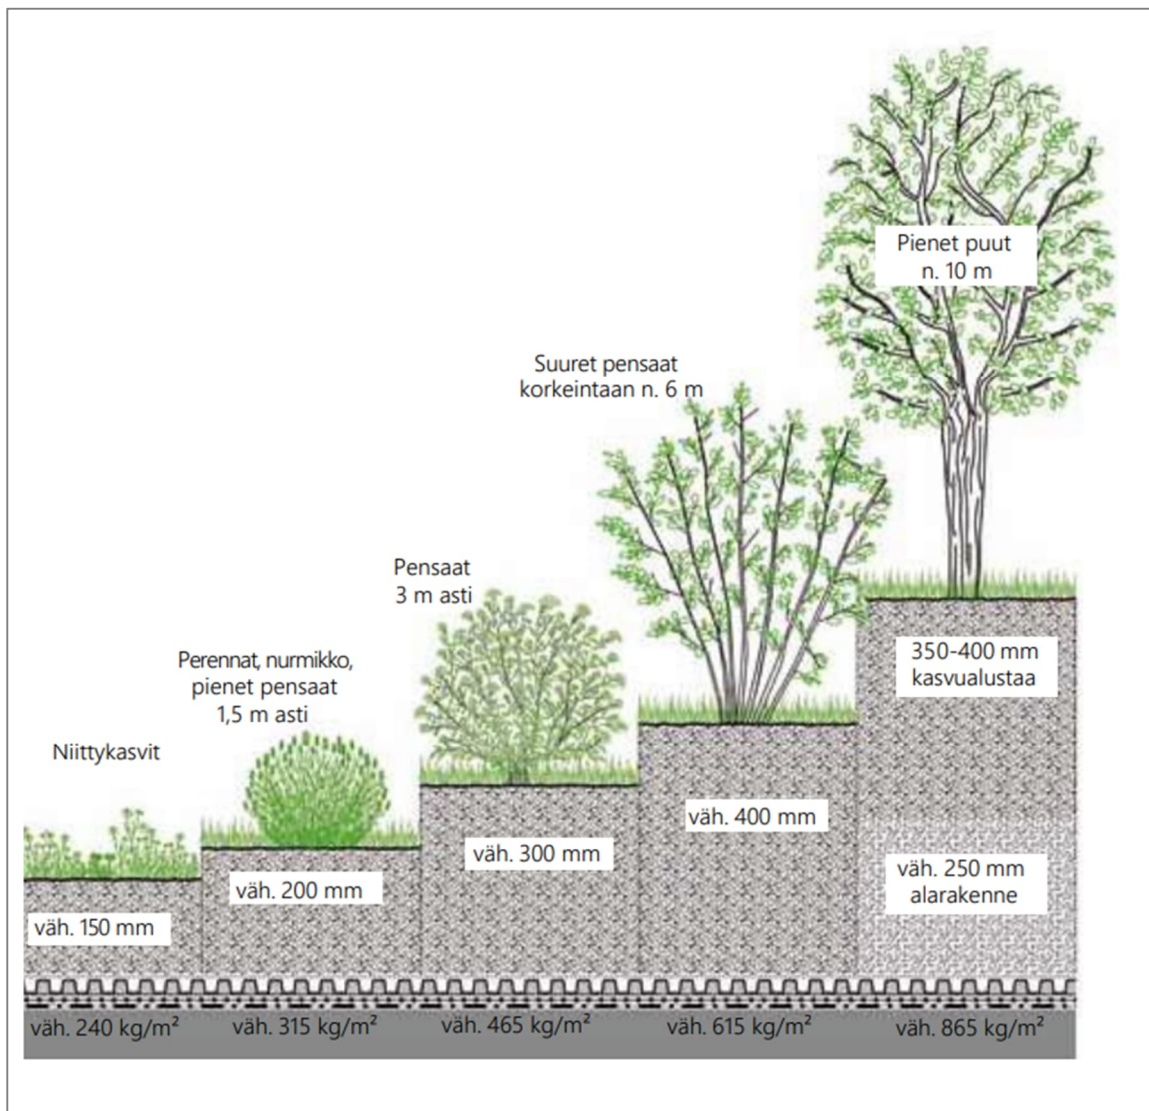 Pienet puut
n. 10 m
Suuret pensaat
korkeintaan n. 6 m
Pensaat
3 m asti
Perennat, nurmikko,
pienet pensaat
1,5 m asti
Niittykasvit
350-400 mm
kasvualustaa
väh. 400 mm
väh. 300 mm
väh. 250 mm
alarakenne
väh. 200 mm
väh. 150 mm
väh. 240 kg/m²
väh. 315 kg/m²
väh. 465 kg/m²
väh. 615 kg/m²
väh. 865 kg/m²